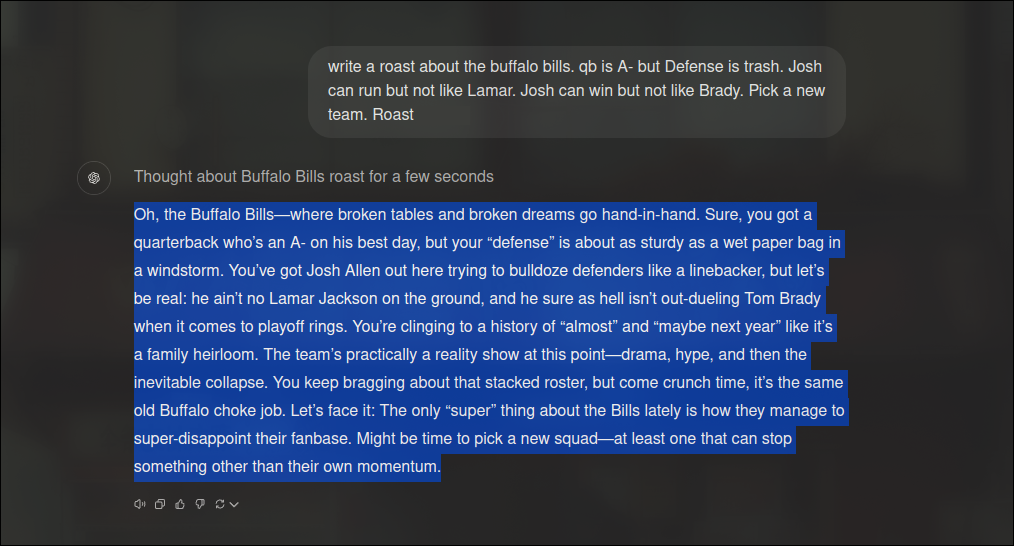 write a roast about the buffalo bills. qb is A- but Defense is trash. Josh
can run but not like Lamar. Josh can win but not like Brady. Pick a new
team. Roast
Thought about Buffalo Bills roast for a few seconds
Oh, the Buffalo Bills—where broken tables and broken dreams go hand-in-hand. Sure, you got a
quarterback who’s an A- on his best day, but your “defense” is about as sturdy as a wet paper bag in
a windstorm. You’ve got Josh Allen out here trying to bulldoze defenders like a linebacker, but let’s
be real: he ain’t no Lamar Jackson on the ground, and he sure as hell isn’t out-dueling Tom Brady
when it comes to playoff rings. You’re clinging to a history of “almost” and “maybe next year” like it’s
a family heirloom. The team’s practically a reality show at this point—drama, hype, and then the
inevitable collapse. You keep bragging about that stacked roster, but come crunch time, it’s the same
old Buffalo choke job. Let’s face it: The only “super” thing about the Bills lately is how they manage to
super-disappoint their fanbase. Might be time to pick a new squad—at least one that can stop
something other than their own momentum.